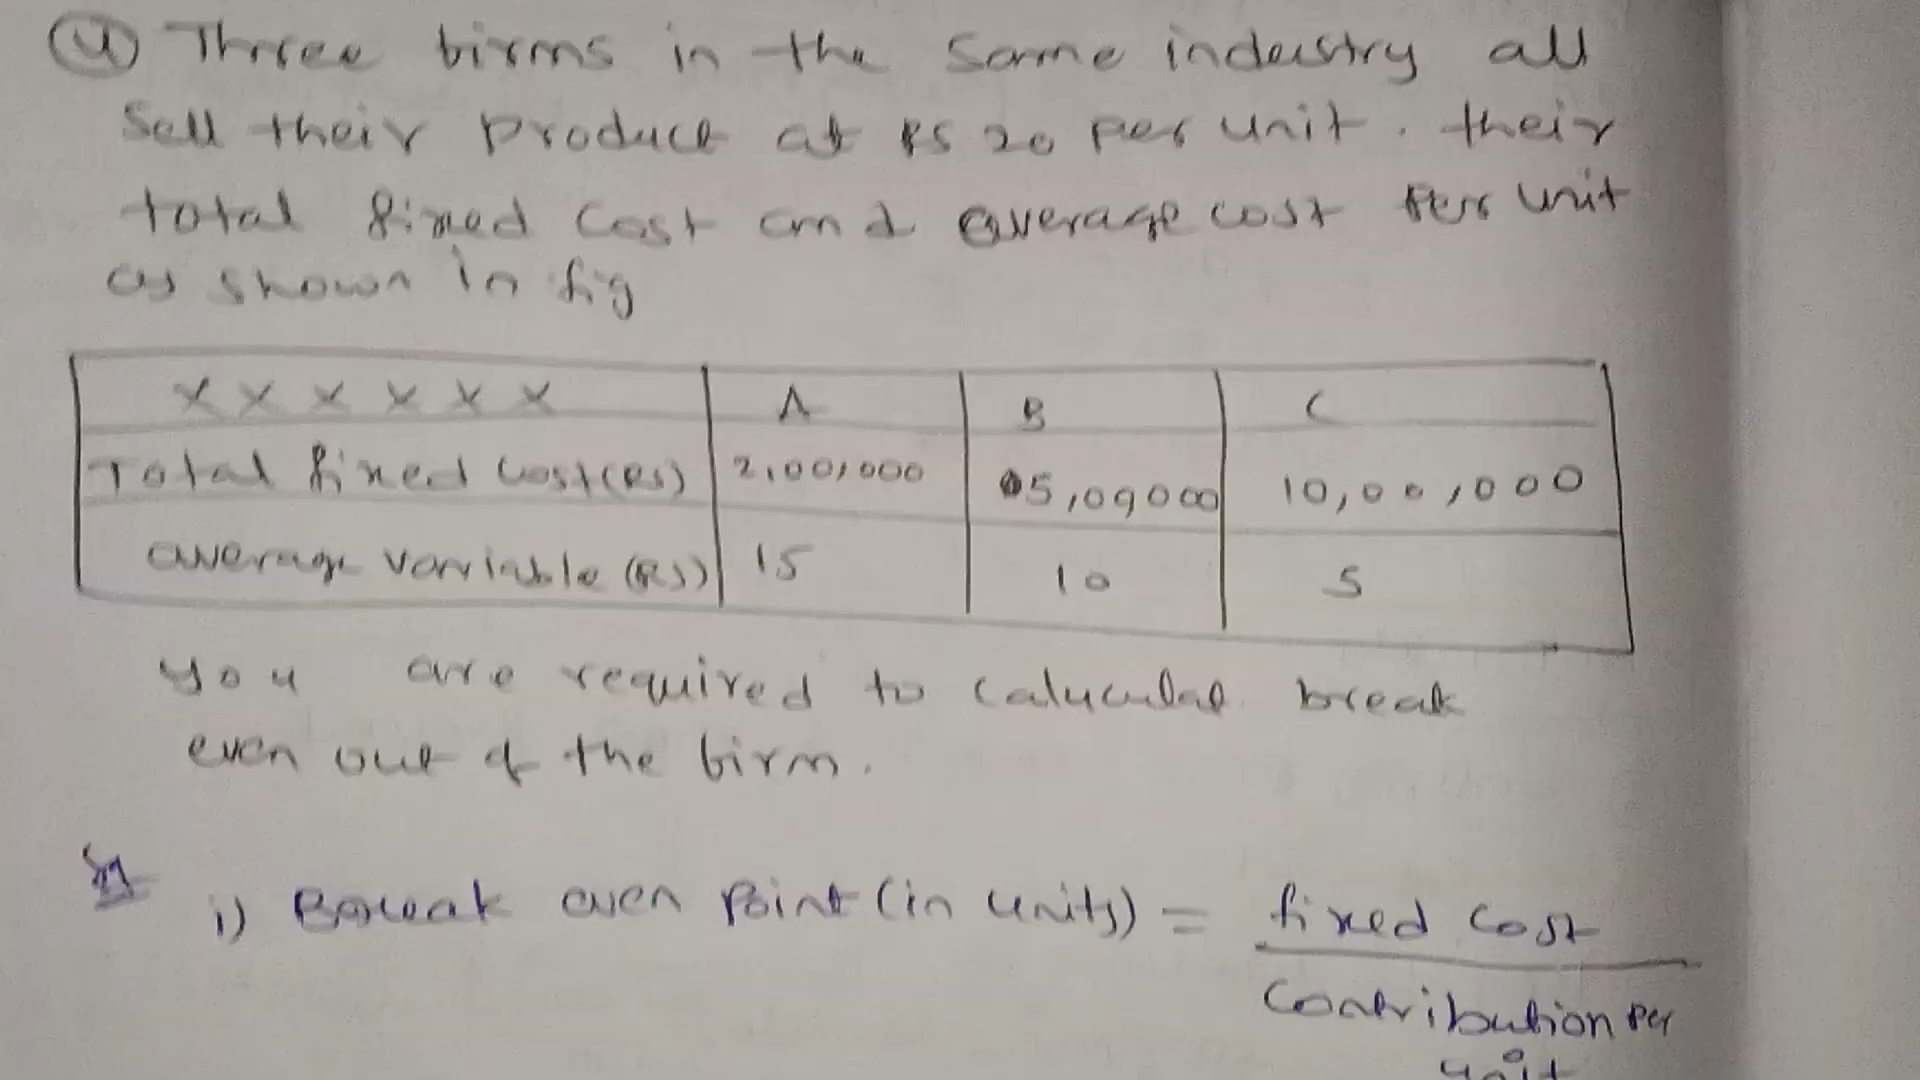 4) Three firms in the same industry all
Sell their product at Rs 20 per unit. their
total fixed cost and average cost per unit
as shown in fig
x x x x x x A B C
Total fixed cost(Rs) 2,00,000 5,00000 10,00,000
average variable (Rs) 15 10 5
you are required to caluculat break
even out of the firm.
i) Break even point (in units) = fixed cost
contribution per
unit